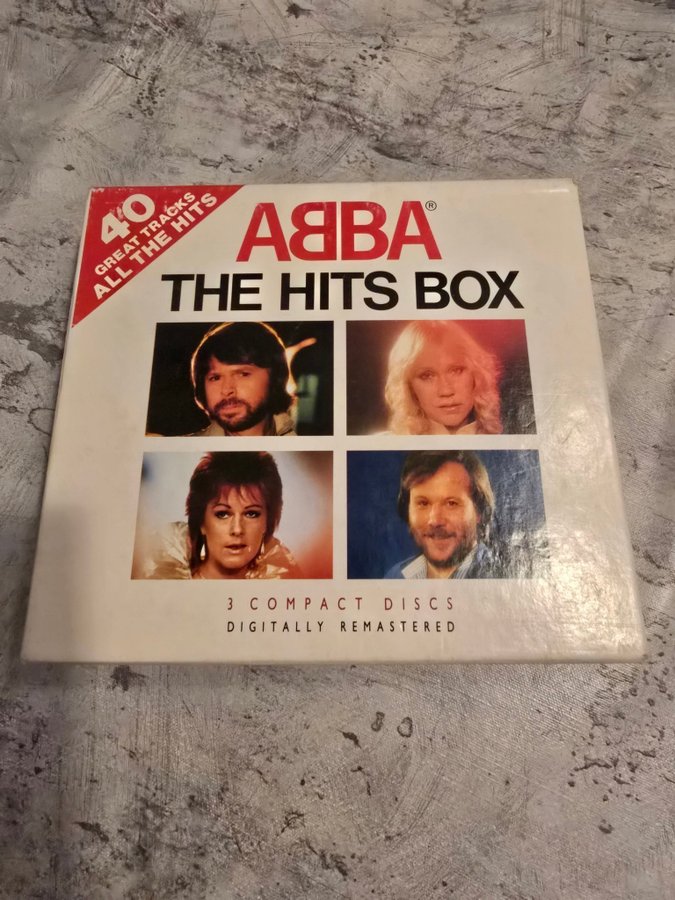 40
GREAT TRACKS
ALL THE HITS
ABBA®
THE HITS BOX
3 COMPACT DISCS
DIGITALLY REMASTERED